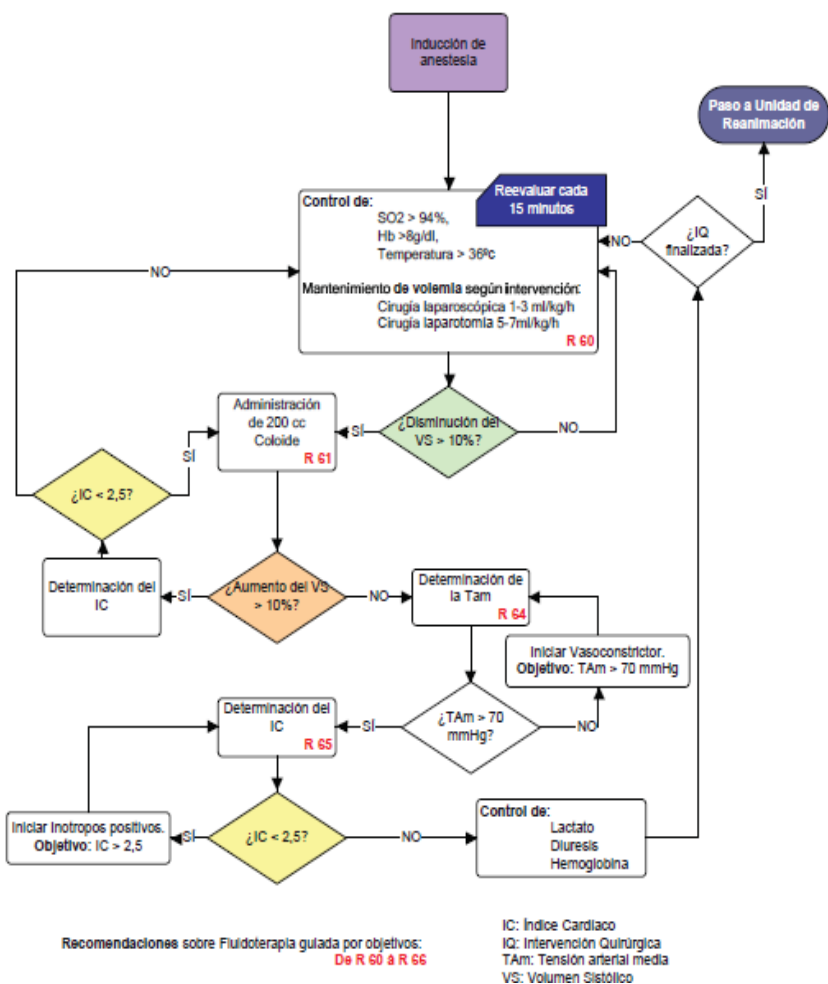 Inducción de
anestesia
Paso a Unidad de
Reanimación
Reevaluar cada
15 minutos
Control de:
SO2 > 94%,
Hb >8g/dl,
Temperatura > 36ºc
Mantenimiento de volemia según intervención:
Cirugía laparoscópica 1-3 ml/kg/h
Cirugía laparotomia 5-7ml/kg/h
R 60
¿IQ
finalizada?
SÍ
NO
NO
Administración
de 200 cc
Coloide
R 61
SÍ
¿Disminución del
VS > 10%?
NO
SÍ
¿IC < 2,5?
Determinación del
IC
SÍ
¿Aumento del VS
> 10%?
NO
Determinación de
la Tam
R 64
Iniciar Vasoconstrictor.
Objetivo: TAm > 70 mmHg
Determinación del
IC
R 65
SÍ
¿TAm > 70
mmHg?
NO
Iniciar Inotropos positivos.
Objetivo: IC > 2,5
SÍ
¿IC < 2,5?
NO
Control de:
Lactato
Diuresis
Hemoglobina
Recomendaciones sobre Fluidoterapia guiada por objetivos:
De R 60 á R 66
IC: Índice Cardiaco
IQ: Intervención Quirúrgica
TAm: Tensión arterial media
VS: Volumen Sistólico